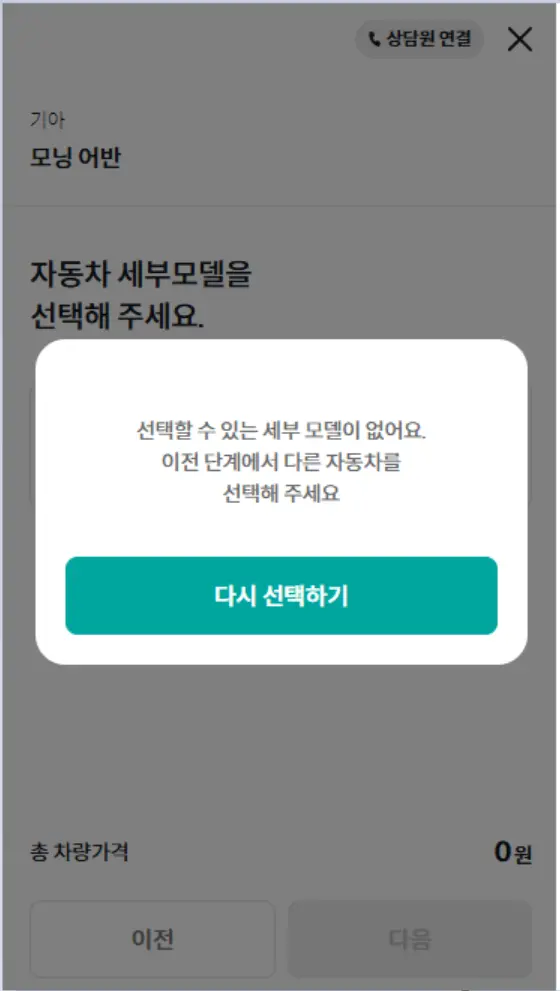 상담원 연결
기아
모닝 어반
자동차 세부모델을
선택해 주세요.
선택할 수 있는 세부 모델이 없어요.
이전 단계에서 다른 자동차를
선택해 주세요
다시 선택하기
총 차량가격
0원
이전
다음